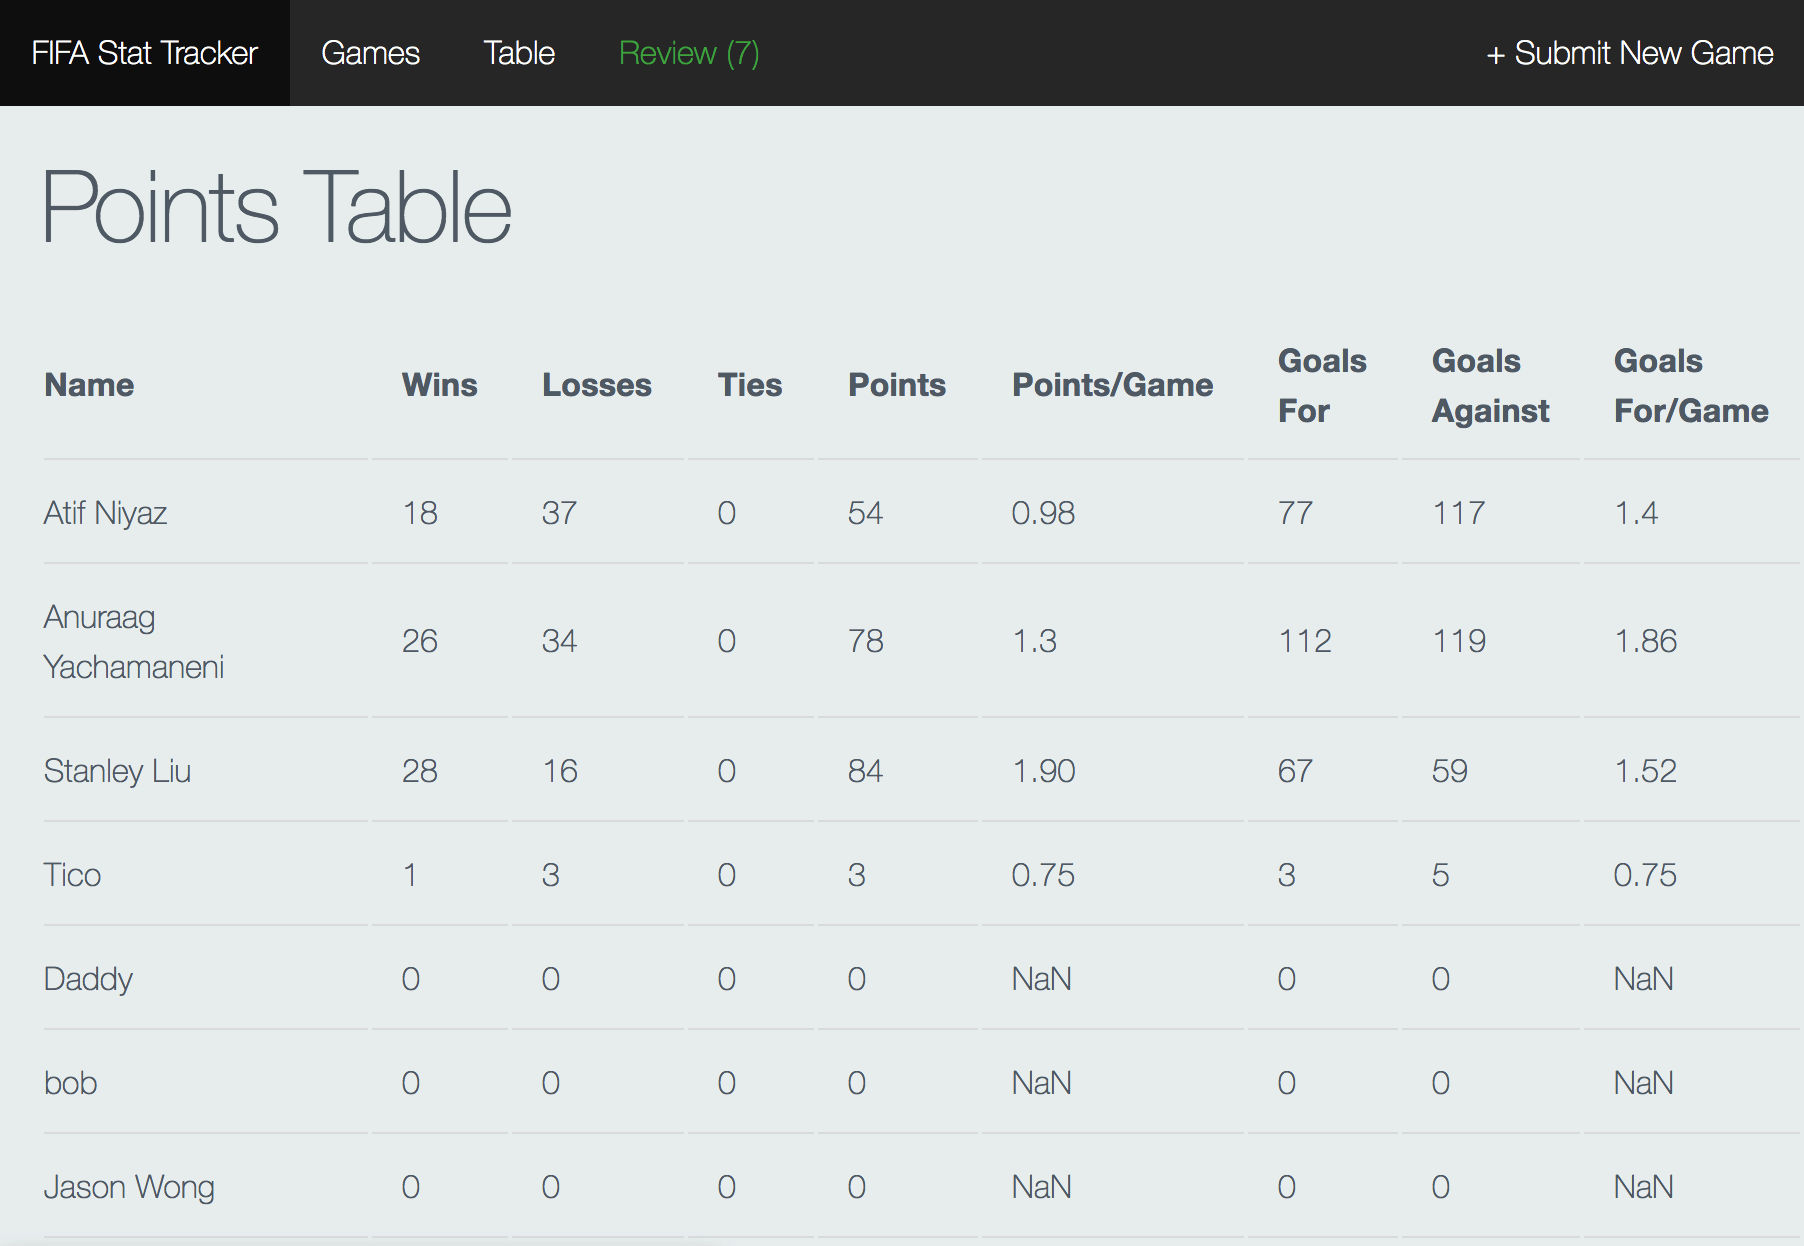 FIFA Stat Tracker Games Table Review (7) + Submit New Game
Points Table
Name Wins Losses Ties Points Points/Game Goals For Goals Against Goals For/Game
Atif Niyaz 18 37 0 54 0.98 77 117 1.4
Anuraag Yachamaneni 26 34 0 78 1.3 112 119 1.86
Stanley Liu 28 16 0 84 1.90 67 59 1.52
Tico 1 3 0 3 0.75 3 5 0.75
Daddy 0 0 0 0 NaN 0 0 NaN
bob 0 0 0 0 NaN 0 0 NaN
Jason Wong 0 0 0 0 NaN 0 0 NaN